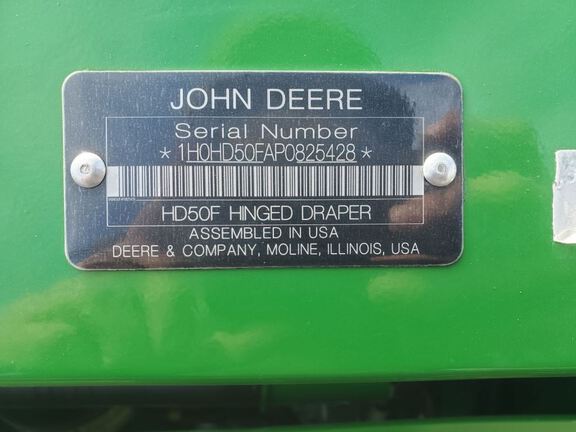 JOHN DEERE
Serial Number
*1H0HD50FAP0825428*
HD50F HINGED DRAPER
ASSEMBLED IN USA
DEERE & COMPANY, MOLINE, ILLINOIS, USA